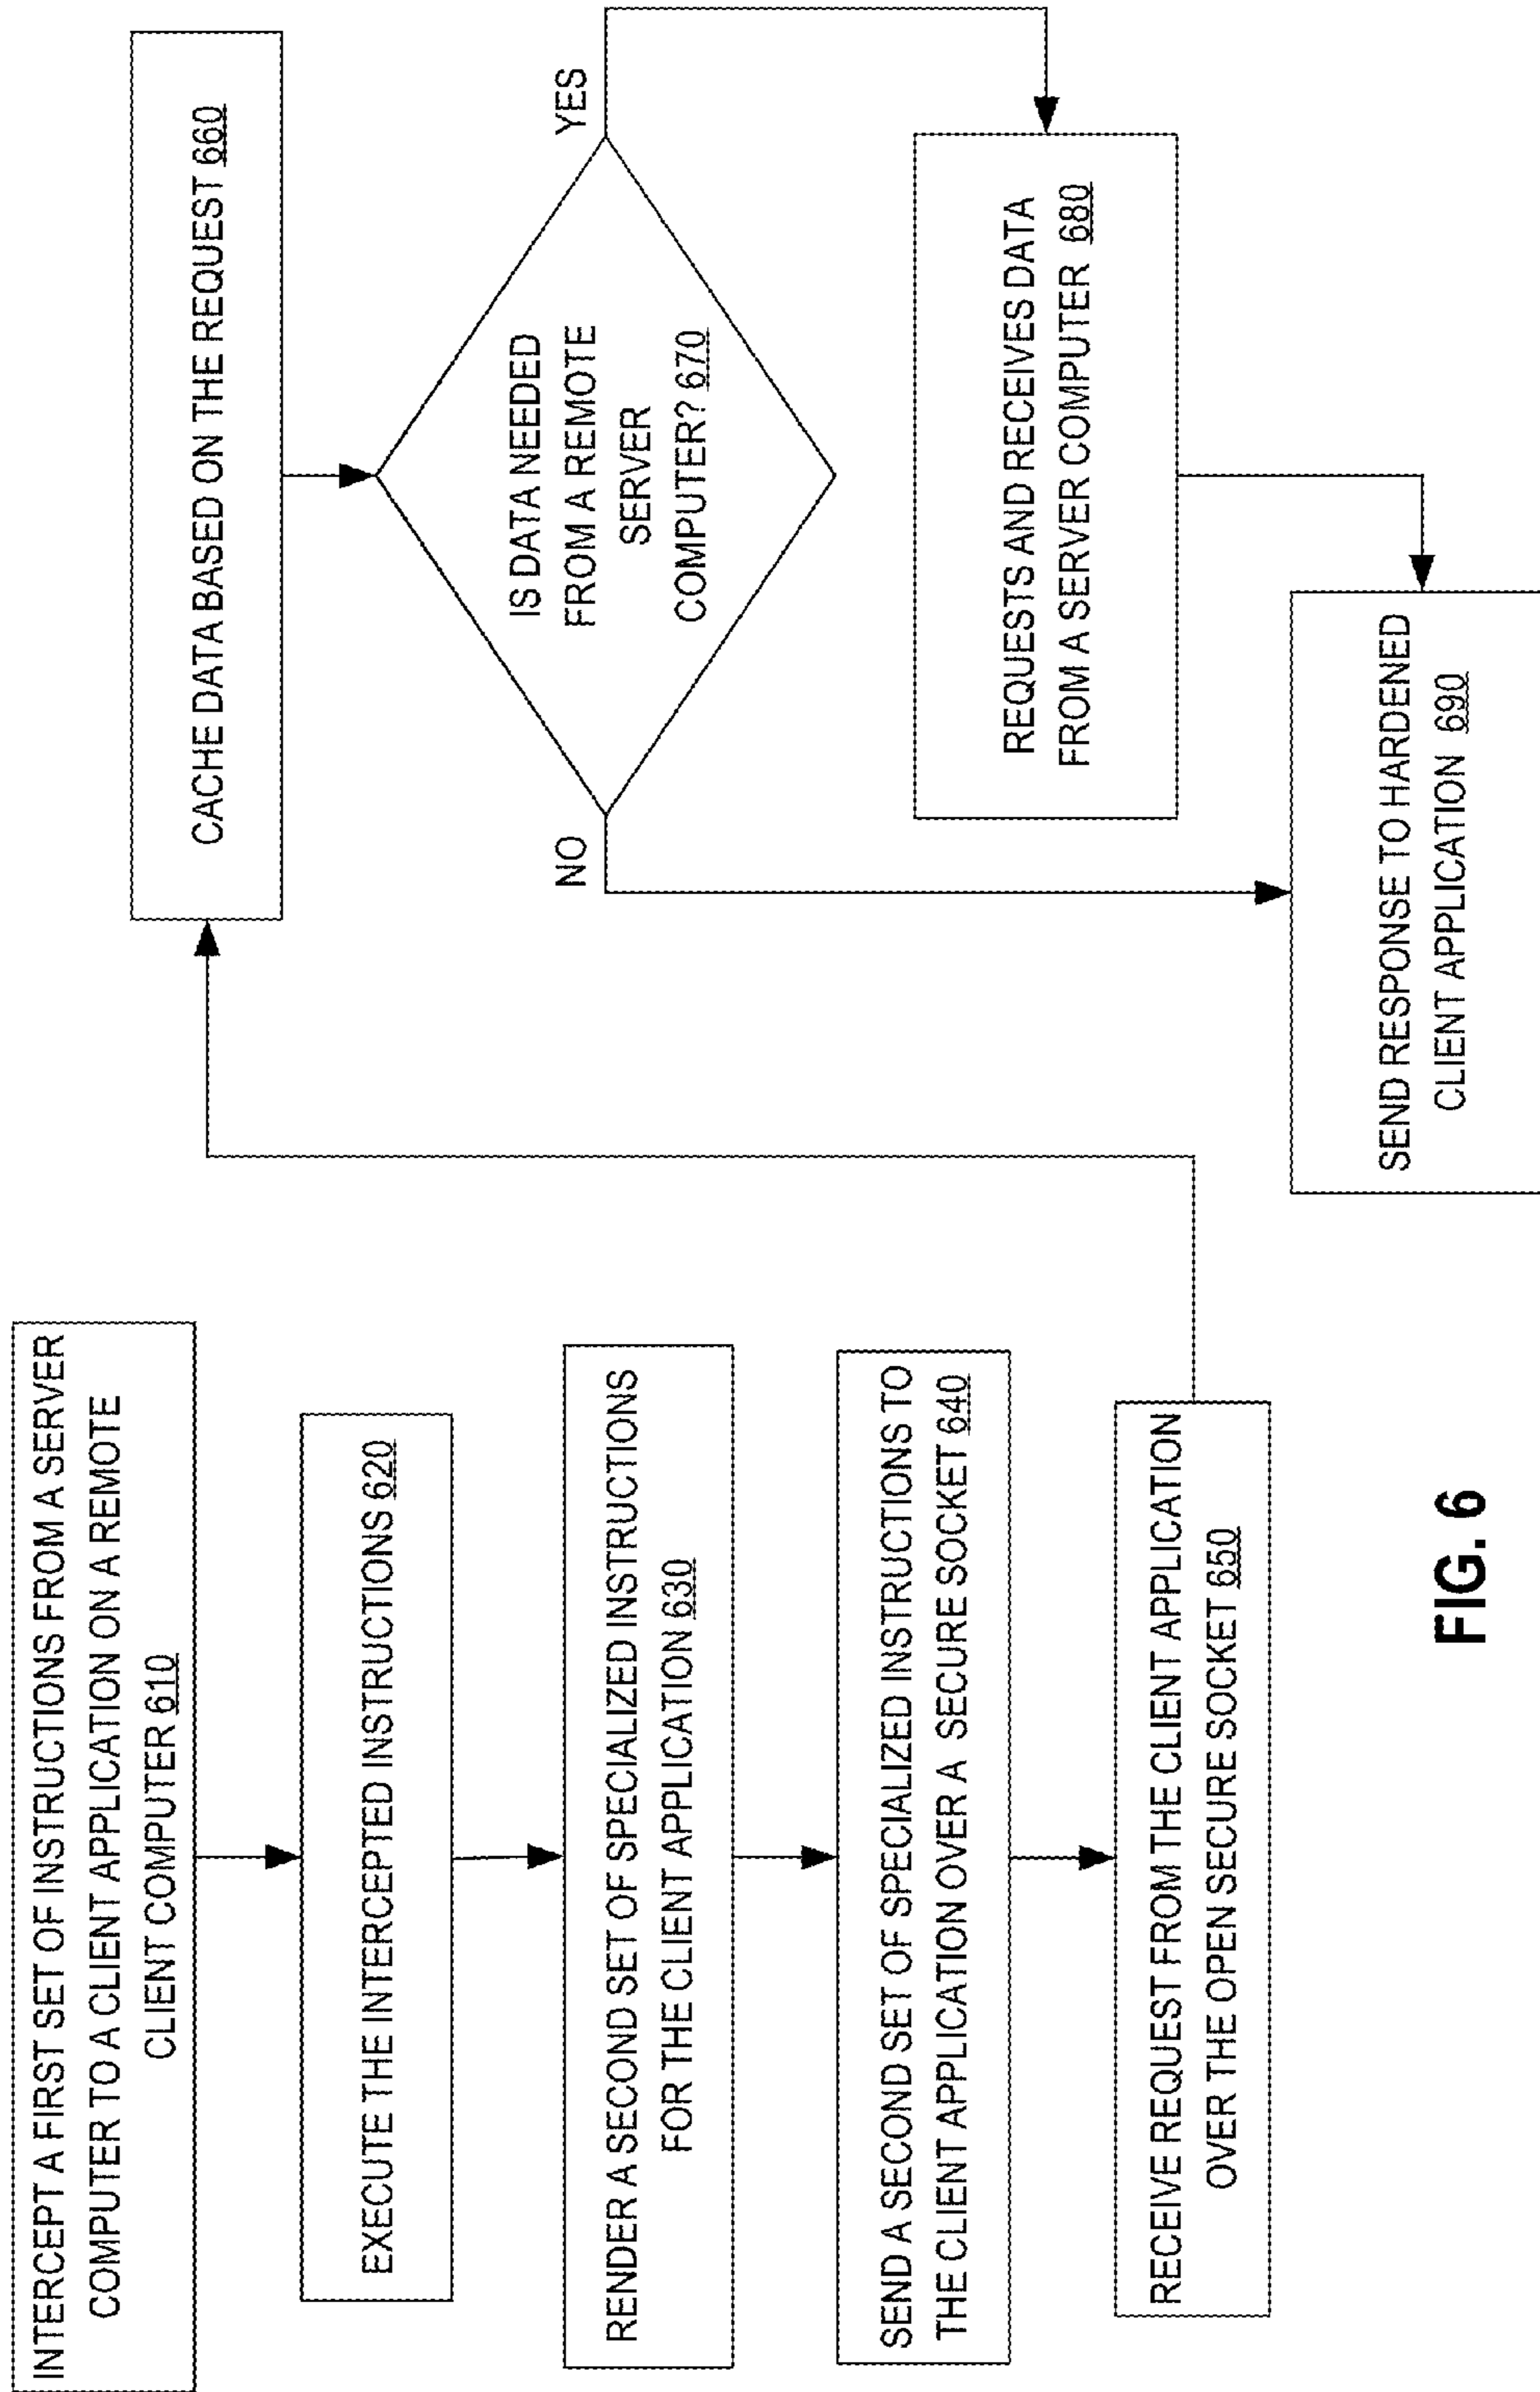 INTERCEPT A FIRST SET OF INSTRUCTIONS FROM A SERVER
COMPUTER TO A CLIENT APPLICATION ON A REMOTE
CLIENT COMPUTER 610
EXECUTE THE INTERCEPTED INSTRUCTIONS 620
RENDER A SECOND SET OF SPECIALIZED INSTRUCTIONS
FOR THE CLIENT APPLICATION 630
SEND A SECOND SET OF SPECIALIZED INSTRUCTIONS TO
THE CLIENT APPLICATION OVER A SECURE SOCKET 640
RECEIVE REQUEST FROM THE CLIENT APPLICATION
OVER THE OPEN SECURE SOCKET 650
CACHE DATA BASED ON THE REQUEST 660
IS DATA NEEDED
FROM A REMOTE
SERVER
COMPUTER? 670
NO
YES
REQUESTS AND RECEIVES DATA
FROM A SERVER COMPUTER 680
SEND RESPONSE TO HARDENED
CLIENT APPLICATION 690
FIG. 6